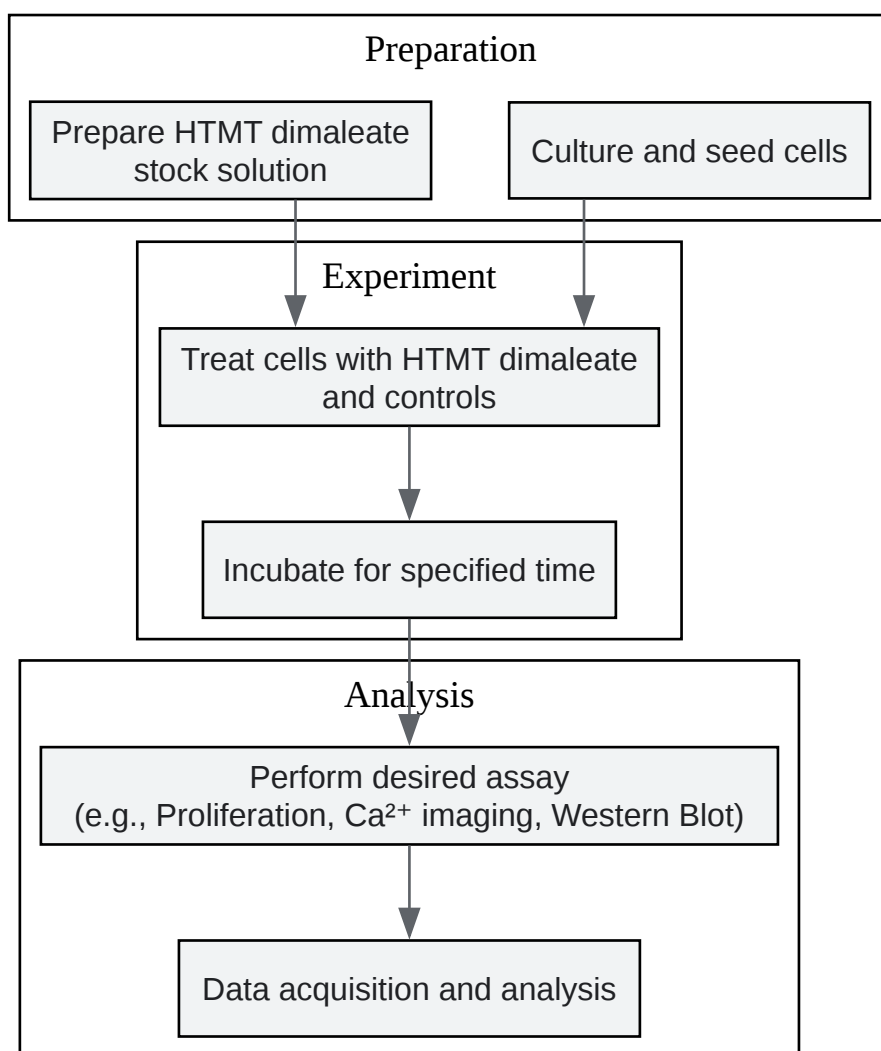 Preparation
Prepare HTMT dimaleate
stock solution
Culture and seed cells
Experiment
Treat cells with HTMT dimaleate
and controls
Incubate for specified time
Analysis
Perform desired assay
(e.g., Proliferation, Ca²⁺ imaging, Western Blot)
Data acquisition and analysis